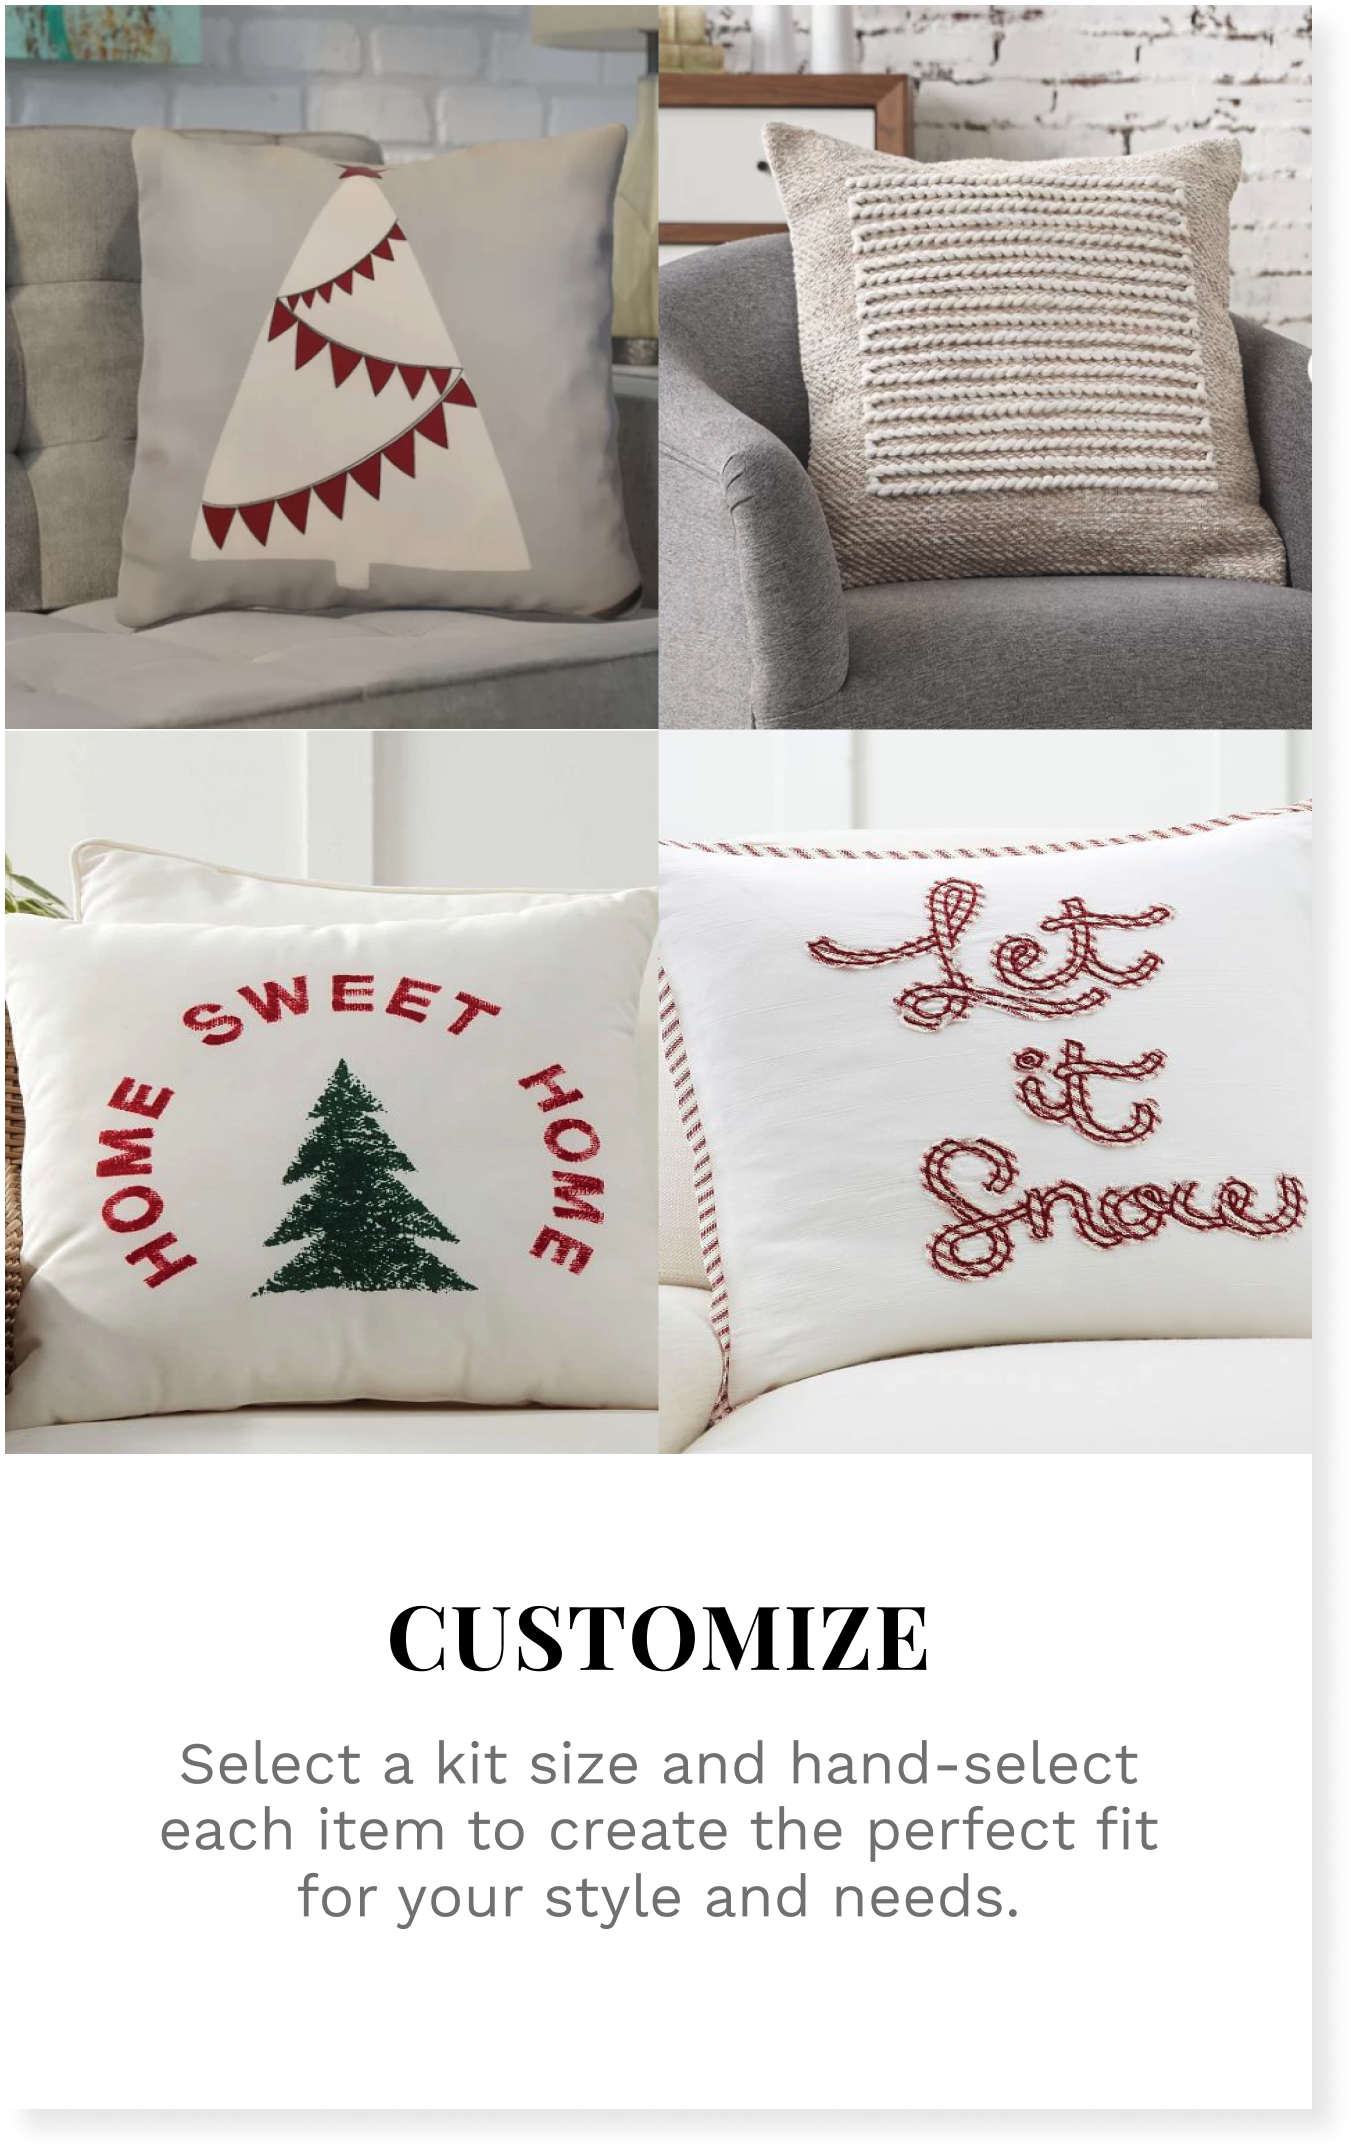 HOME SWEET HOME
Let
it
Snow
CUSTOMIZE
Select a kit size and hand-select
each item to create the perfect fit
for your style and needs.